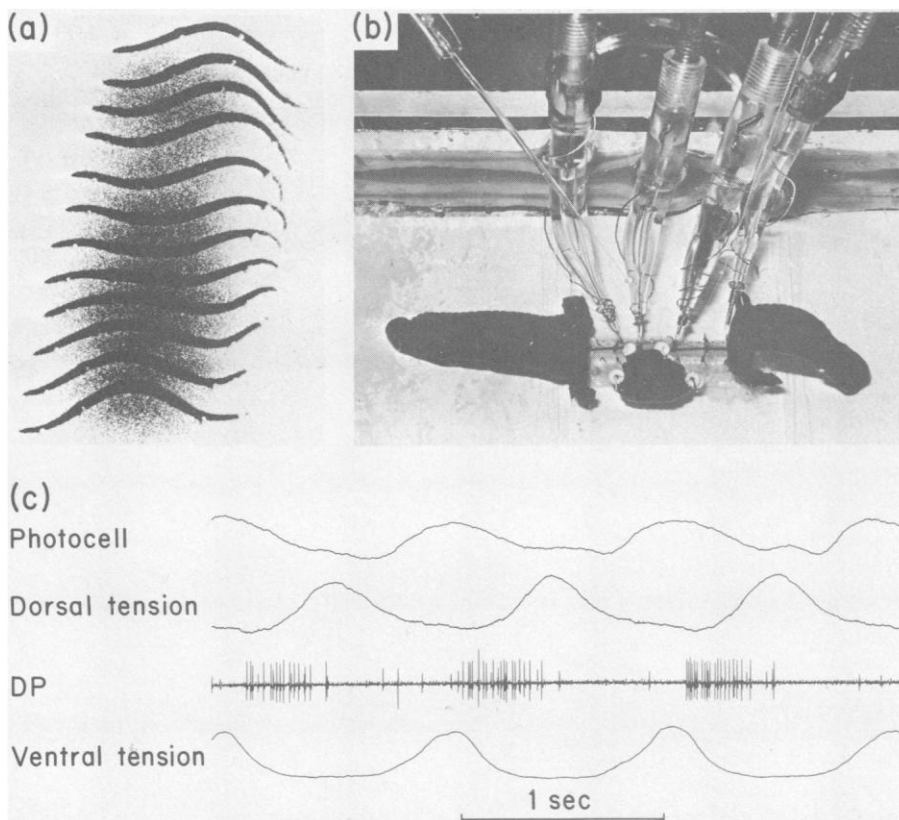 (a)
(b)
(c)
Photocell
Dorsal tension
DP
Ventral tension
1 sec